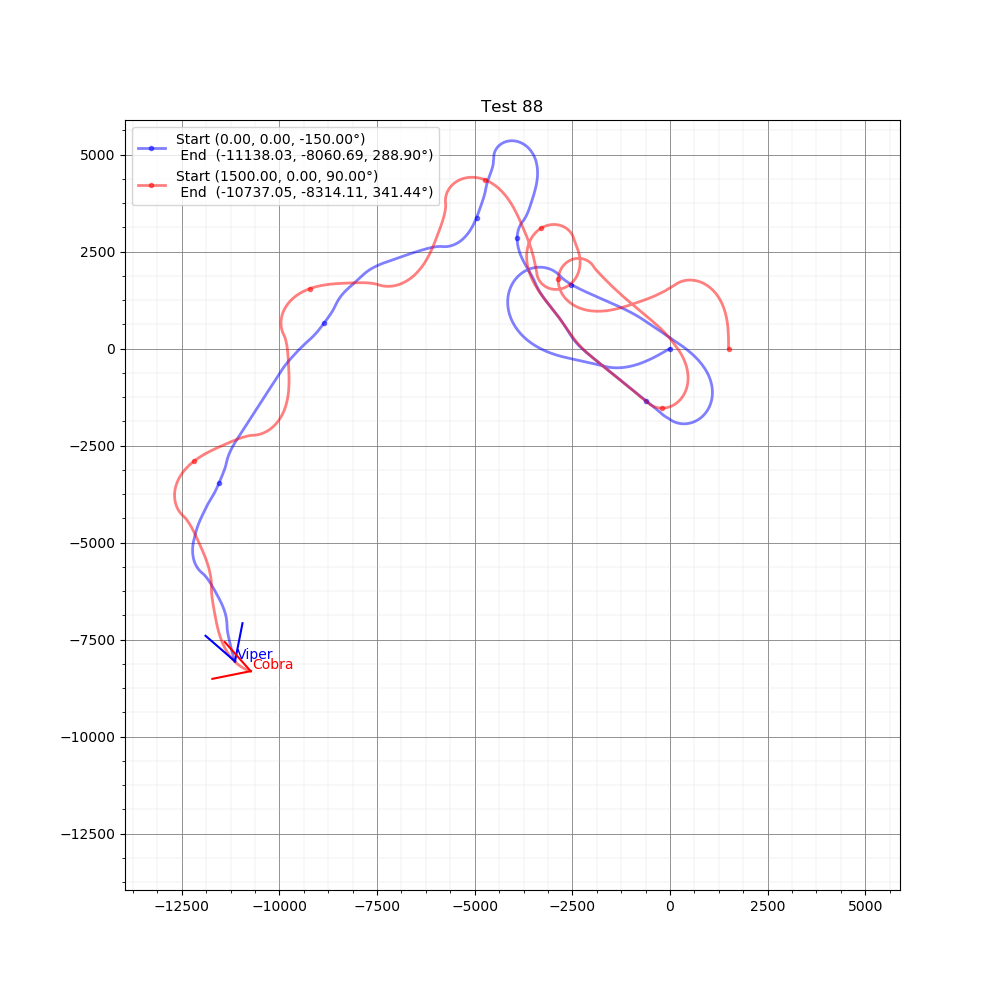 Test 88
Start (0.00, 0.00, -150.00°)
End (-11138.03, -8060.69, 288.90°)
Start (1500.00, 0.00, 90.00°)
End (-10737.05, -8314.11, 341.44°)
5000
2500
0
−2500
−5000
−7500
−10000
−12500
Viper
Cobra
−12500 −10000 −7500 −5000 −2500 0 2500 5000